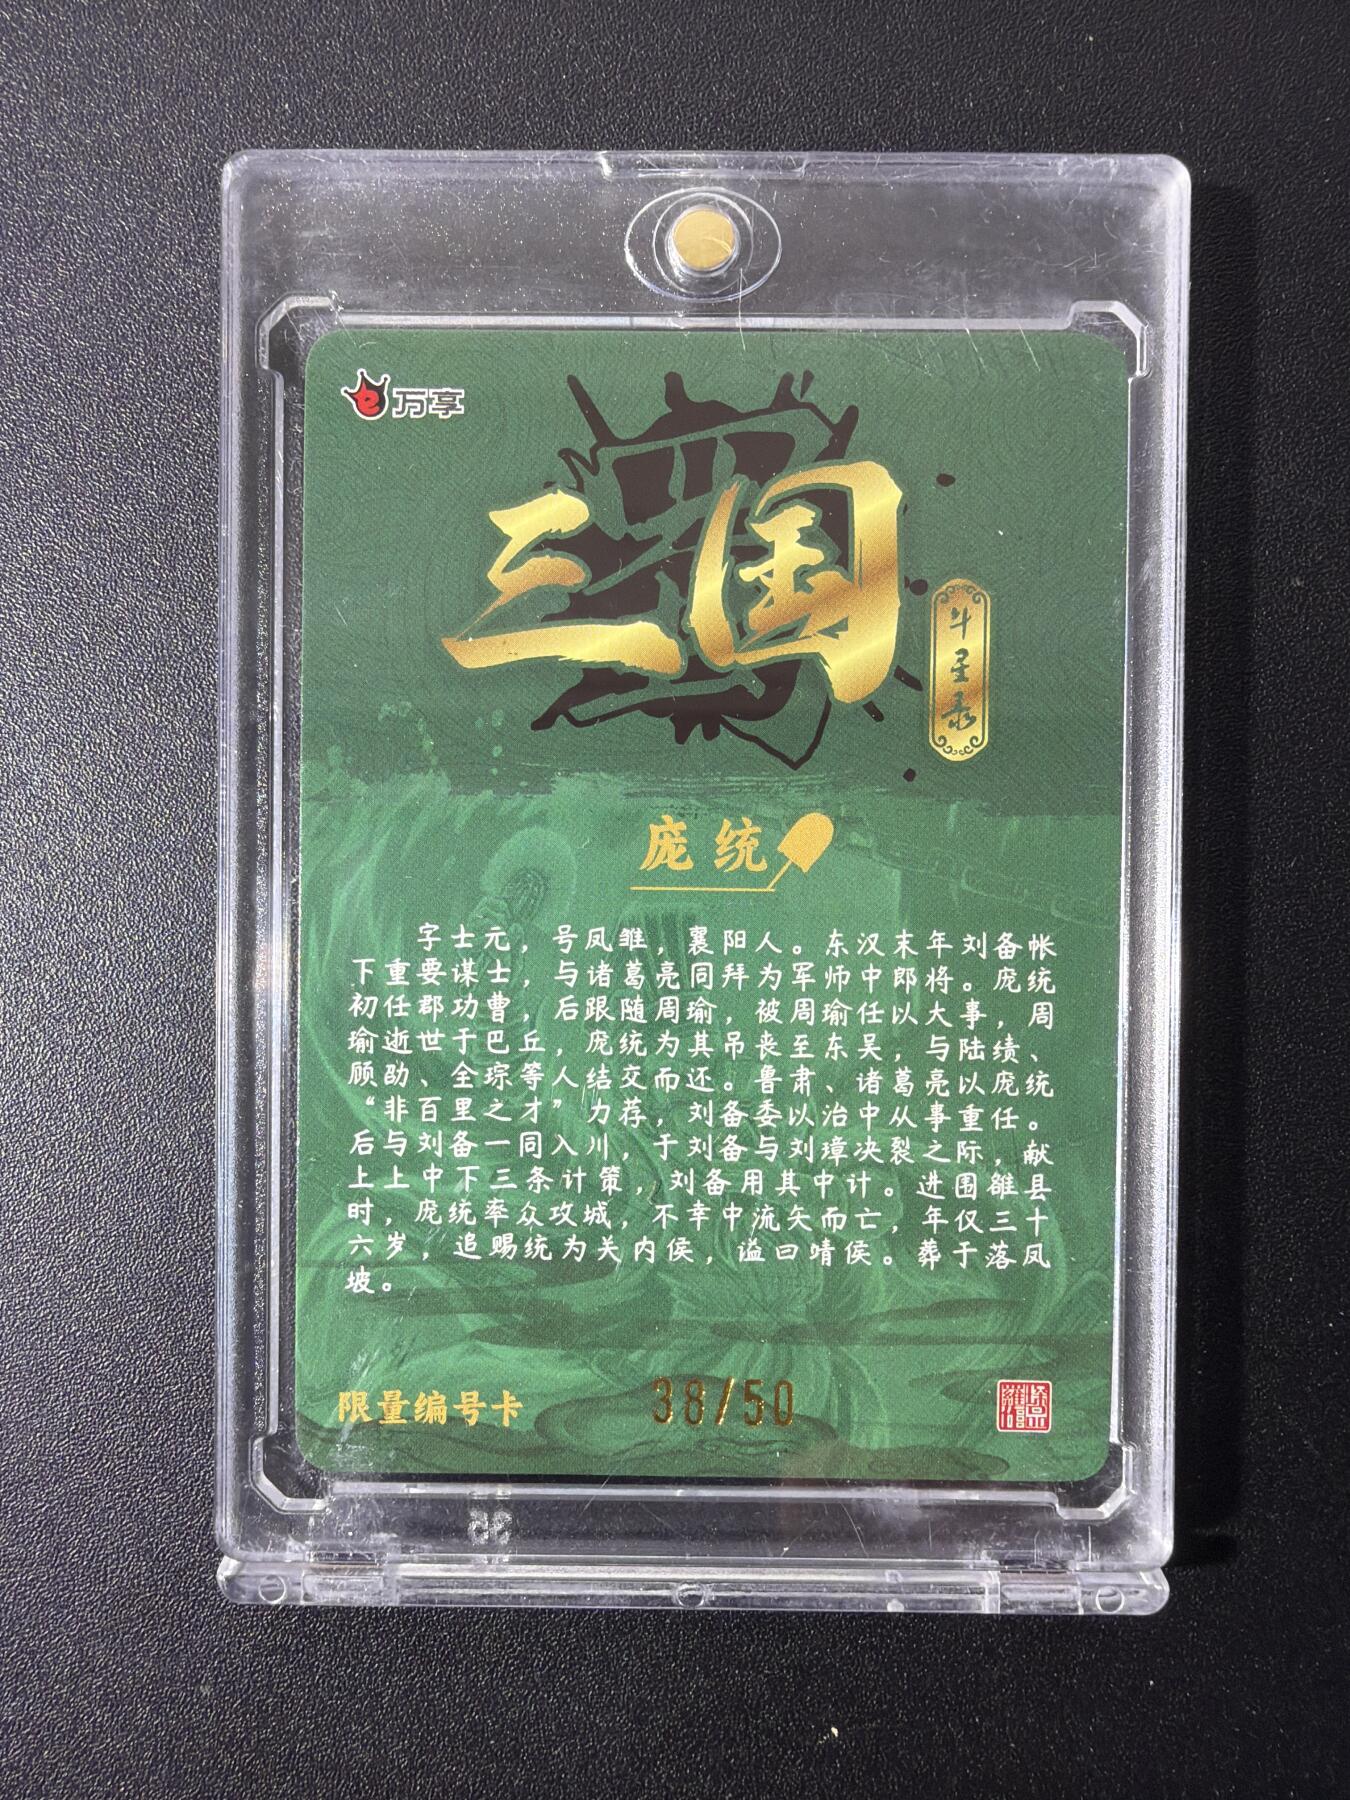 万享
三国
斗星录
庞统
字士元，号凤雏，襄阳人。东汉末年刘备帐
下重要谋士，与诸葛亮同拜为军师中郎将。庞统
初任郡功曹，后跟随周瑜，被周瑜任以大事，周
瑜逝世于巴丘，庞统为其吊丧至东吴，与陆绩、
顾劭、全琮等人结交而还。鲁肃、诸葛亮以庞统
“非百里之才”力荐，刘备委以治中从事重任。
后与刘备一同入川，于刘备与刘璋决裂之际，献
上上中下三条计策，刘备用其中计。进围雒县
时，庞统率众攻城，不幸中流矢而亡，年仅三十
六岁，追赐统为关内侯，谥曰靖侯。葬于落凤
坡。
限量编号卡
38/50